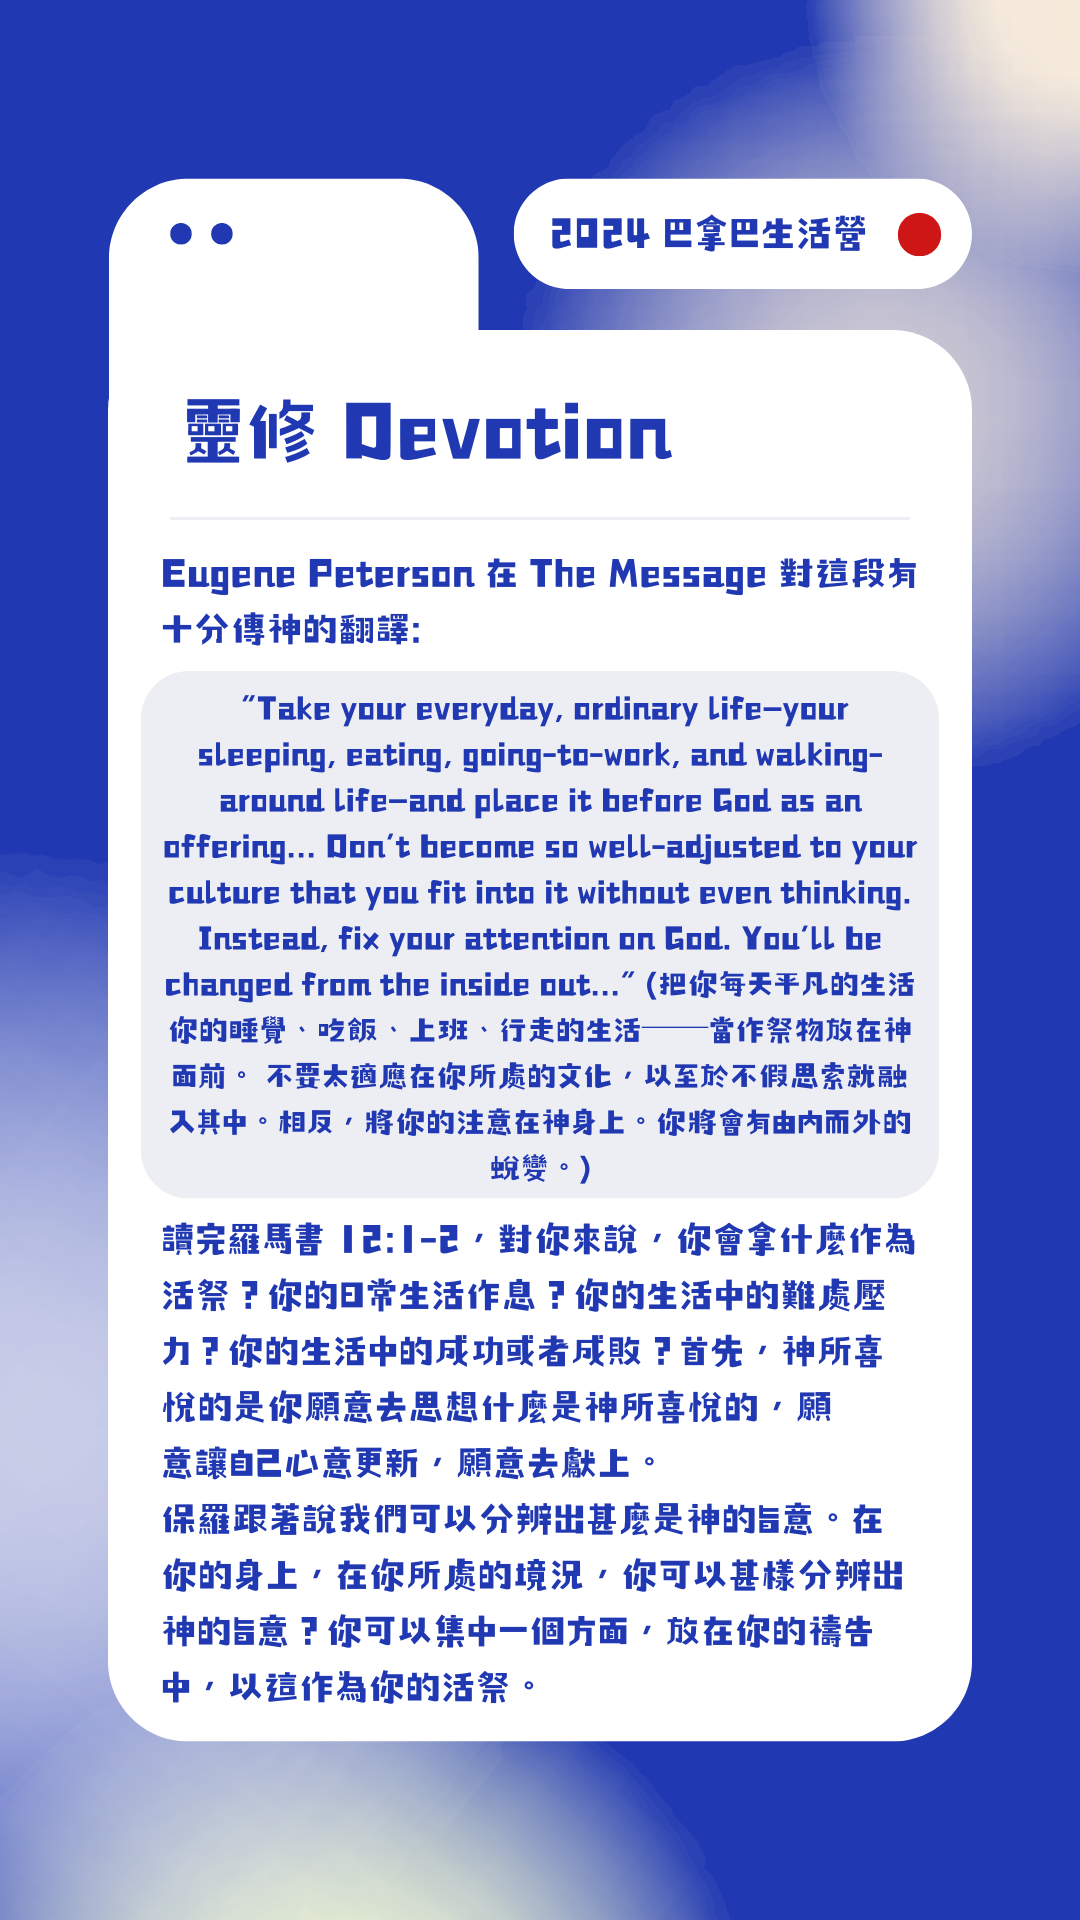 2024 巴拿巴生活營
靈修 Devotion
Eugene Peterson 在 The Message 對這段有
十分傳神的翻譯:
"Take your everyday, ordinary life—your
sleeping, eating, going-to-work, and walking-
around life—and place it before God as an
offering... Don't become so well-adjusted to your
culture that you fit into it without even thinking.
Instead, fix your attention on God. You'll be
changed from the inside out..." (把你每天平凡的生活
你的睡覺、吃飯、上班、行走的生活——當作祭物放在神
面前。 不要太適應在你所處的文化，以至於不假思索就融
入其中。相反，將你的注意在神身上。你將會有由內而外的
蛻變。)
讀完羅馬書 12:1-2，對你來說，你會拿什麼作為
活祭？你的日常生活作息？你的生活中的難處壓
力？你的生活中的成功或者成敗？首先，神所喜
悅的是你願意去思想什麼是神所喜悅的，願
意讓自己心意更新，願意去獻上。
保羅跟著說我們可以分辨出甚麼是神的旨意。在
你的身上，在你所處的境況，你可以甚樣分辨出
神的旨意？你可以集中一個方面，放在你的禱告
中，以這作為你的活祭。